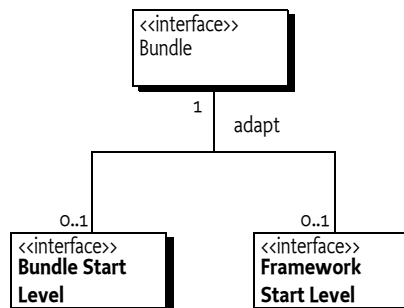 <<interface>>
Bundle
1
adapt
0..1
0..1
<<interface>>
Bundle Start
Level
<<interface>>
Framework
Start Level